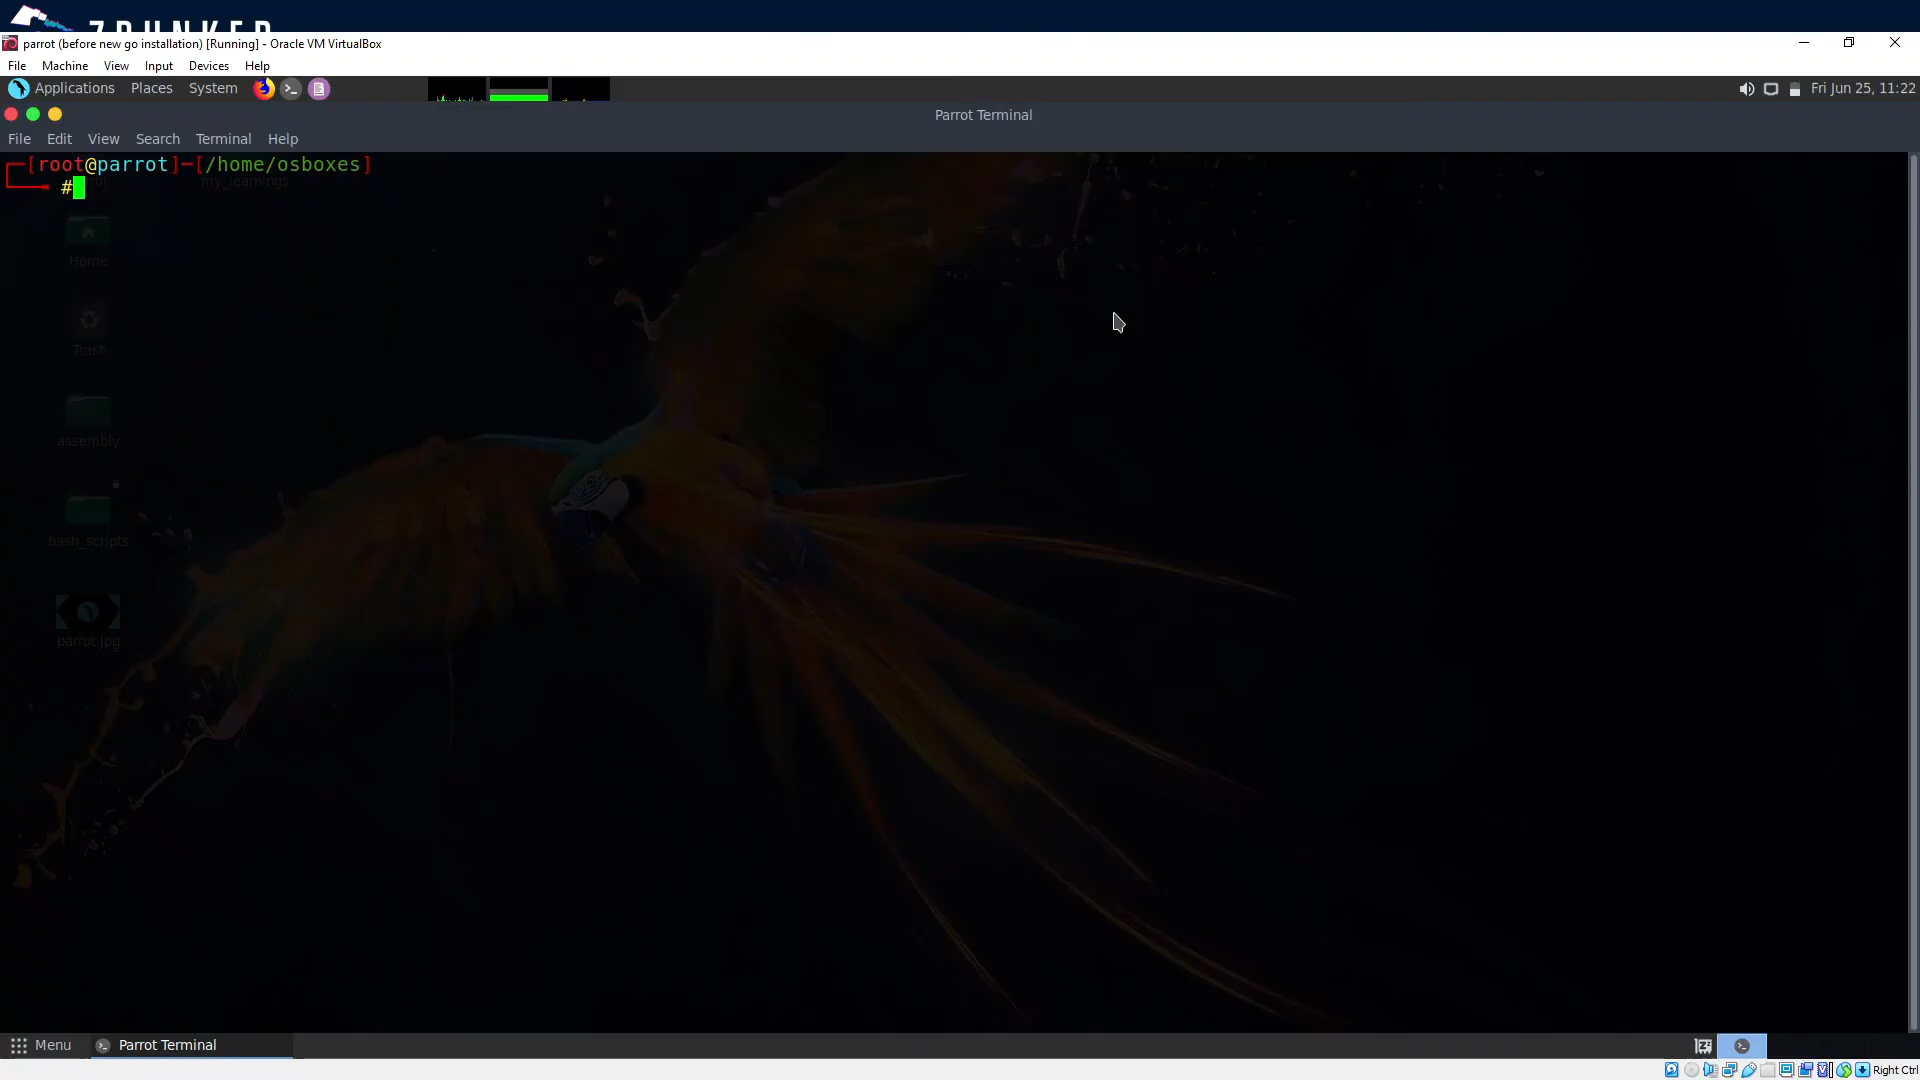 parrot (before new go installation) [Running] - Oracle VM VirtualBox
File Machine View Input Devices Help
Applications Places System Fri Jun 25, 11:22
Parrot Terminal
File Edit View Search Terminal Help
[root@parrot]─[/home/osboxes]
#
my_learnings
Home
Trash
assembly
bash_scripts
parrot.jpg
Menu Parrot Terminal
Right Ctrl